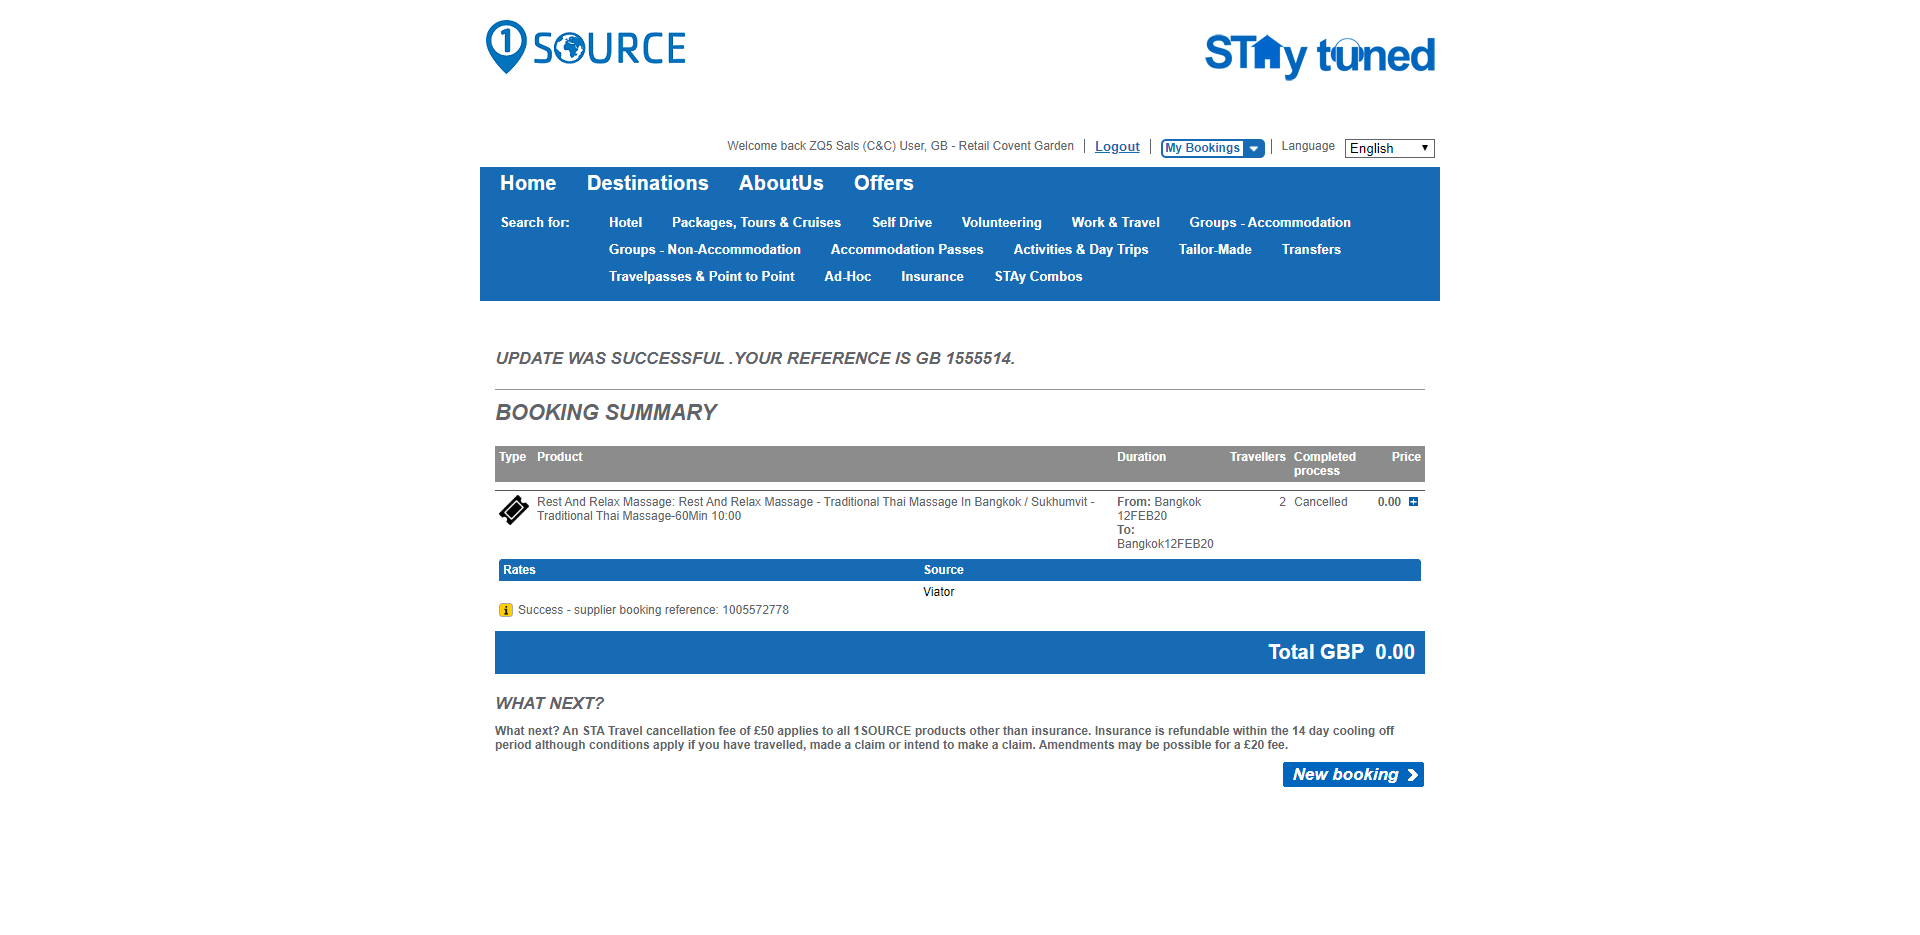 1 SOURCE
STAy tuned
Welcome back ZQ5 Sals (C&C) User, GB - Retail Covent Garden
Logout
My Bookings
Language
English
Home Destinations AboutUs Offers
Search for: Hotel Packages, Tours & Cruises Self Drive Volunteering Work & Travel Groups - Accommodation
Groups - Non-Accommodation Accommodation Passes Activities & Day Trips Tailor-Made Transfers
Travelpasses & Point to Point Ad-Hoc Insurance STAy Combos
UPDATE WAS SUCCESSFUL .YOUR REFERENCE IS GB 1555514.
BOOKING SUMMARY
Type Product Duration Travellers Completed process Price
Rest And Relax Massage: Rest And Relax Massage - Traditional Thai Massage In Bangkok / Sukhumvit -
Traditional Thai Massage-60Min 10:00
From: Bangkok
12FEB20
To:
Bangkok12FEB20
2 Cancelled 0.00
Rates Source
Viator
i Success - supplier booking reference: 1005572778
Total GBP 0.00
WHAT NEXT?
What next? An STA Travel cancellation fee of £50 applies to all 1SOURCE products other than insurance. Insurance is refundable within the 14 day cooling off
period although conditions apply if you have travelled, made a claim or intend to make a claim. Amendments may be possible for a £20 fee.
New booking